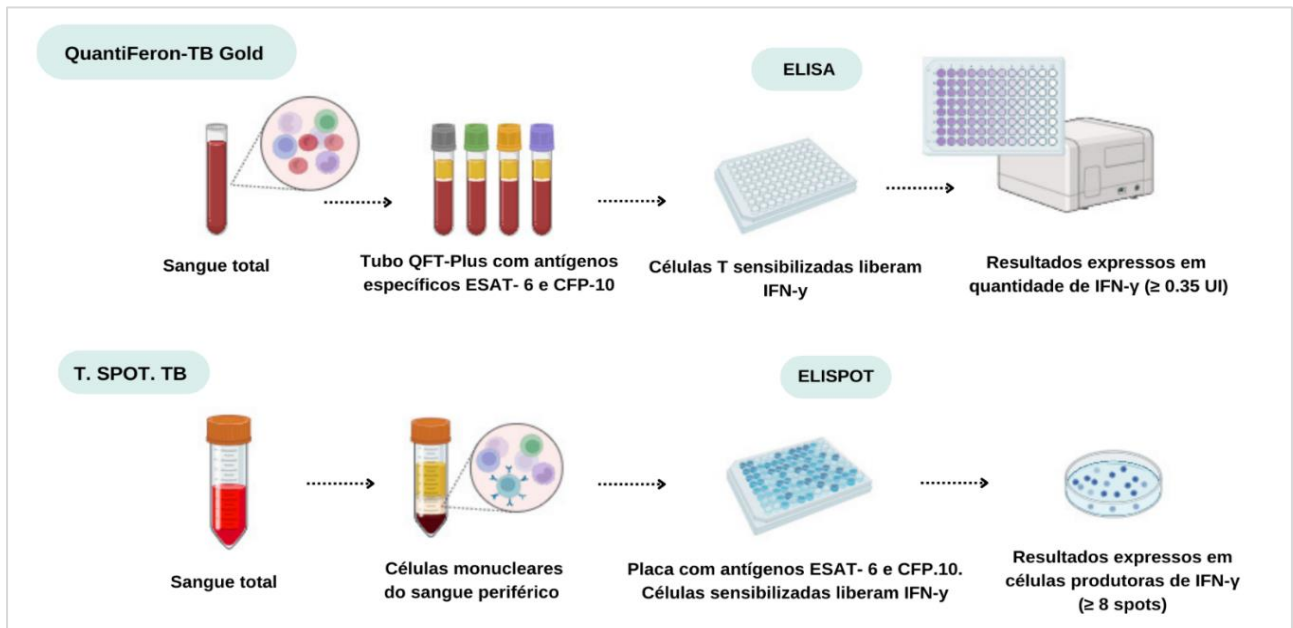 QuantiFeron-TB Gold
ELISA
Sangue total
Tubo QFT-Plus com antígenos
específicos ESAT- 6 e CFP-10
Células T sensibilizadas liberam
IFN-y
Resultados expressos em
quantidade de IFN-γ (≥ 0.35 UI)
T. SPOT. TB
ELISPOT
Sangue total
Células monucleares
do sangue periférico
Placa com antígenos ESAT- 6 e CFP.10.
Células sensibilizadas liberam IFN-y
Resultados expressos em
células produtoras de IFN-γ
(≥ 8 spots)